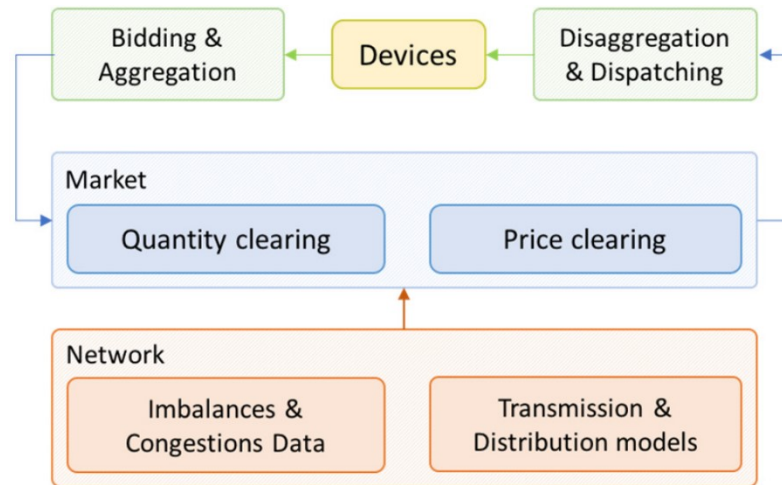 Bidding &
Aggregation
Devices
Disaggregation
& Dispatching
Market
Quantity clearing
Price clearing
Network
Imbalances &
Congestions Data
Transmission &
Distribution models